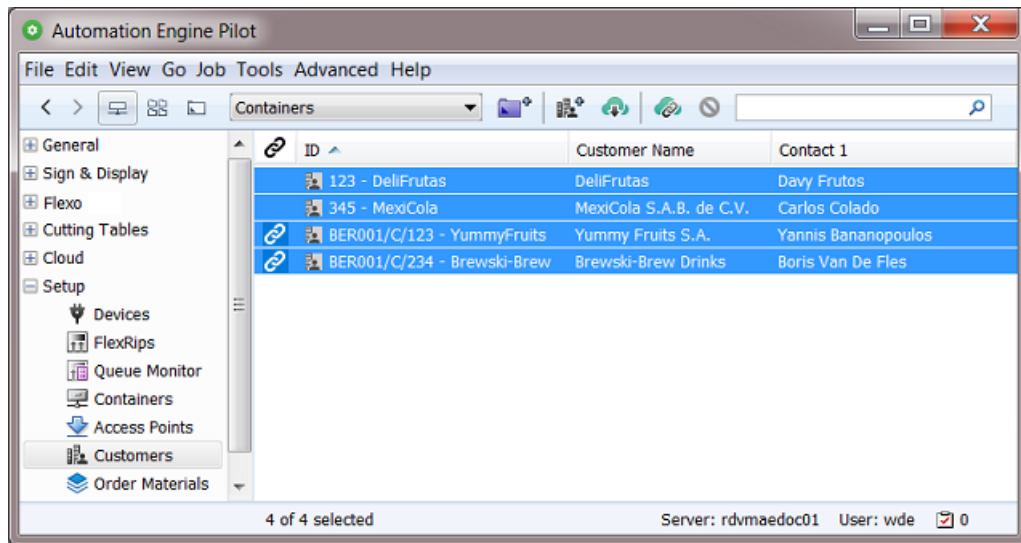 Automation Engine Pilot
File Edit View Go Job Tools Advanced Help
Containers
General
Sign & Display
Flexo
Cutting Tables
Cloud
Setup
Devices
FlexRips
Queue Monitor
Containers
Access Points
Customers
Order Materials
ID Customer Name Contact 1
123 - DeliFrutas DeliFrutas Davy Frutos
345 - MexiCola MexiCola S.A.B. de C.V. Carlos Colado
BER001/C/123 - YummyFruits Yummy Fruits S.A. Yannis Bananopoulos
BER001/C/234 - Brewski-Brew Brewski-Brew Drinks Boris Van De Fles
4 of 4 selected Server: rdvmaedoc01 User: wde 0